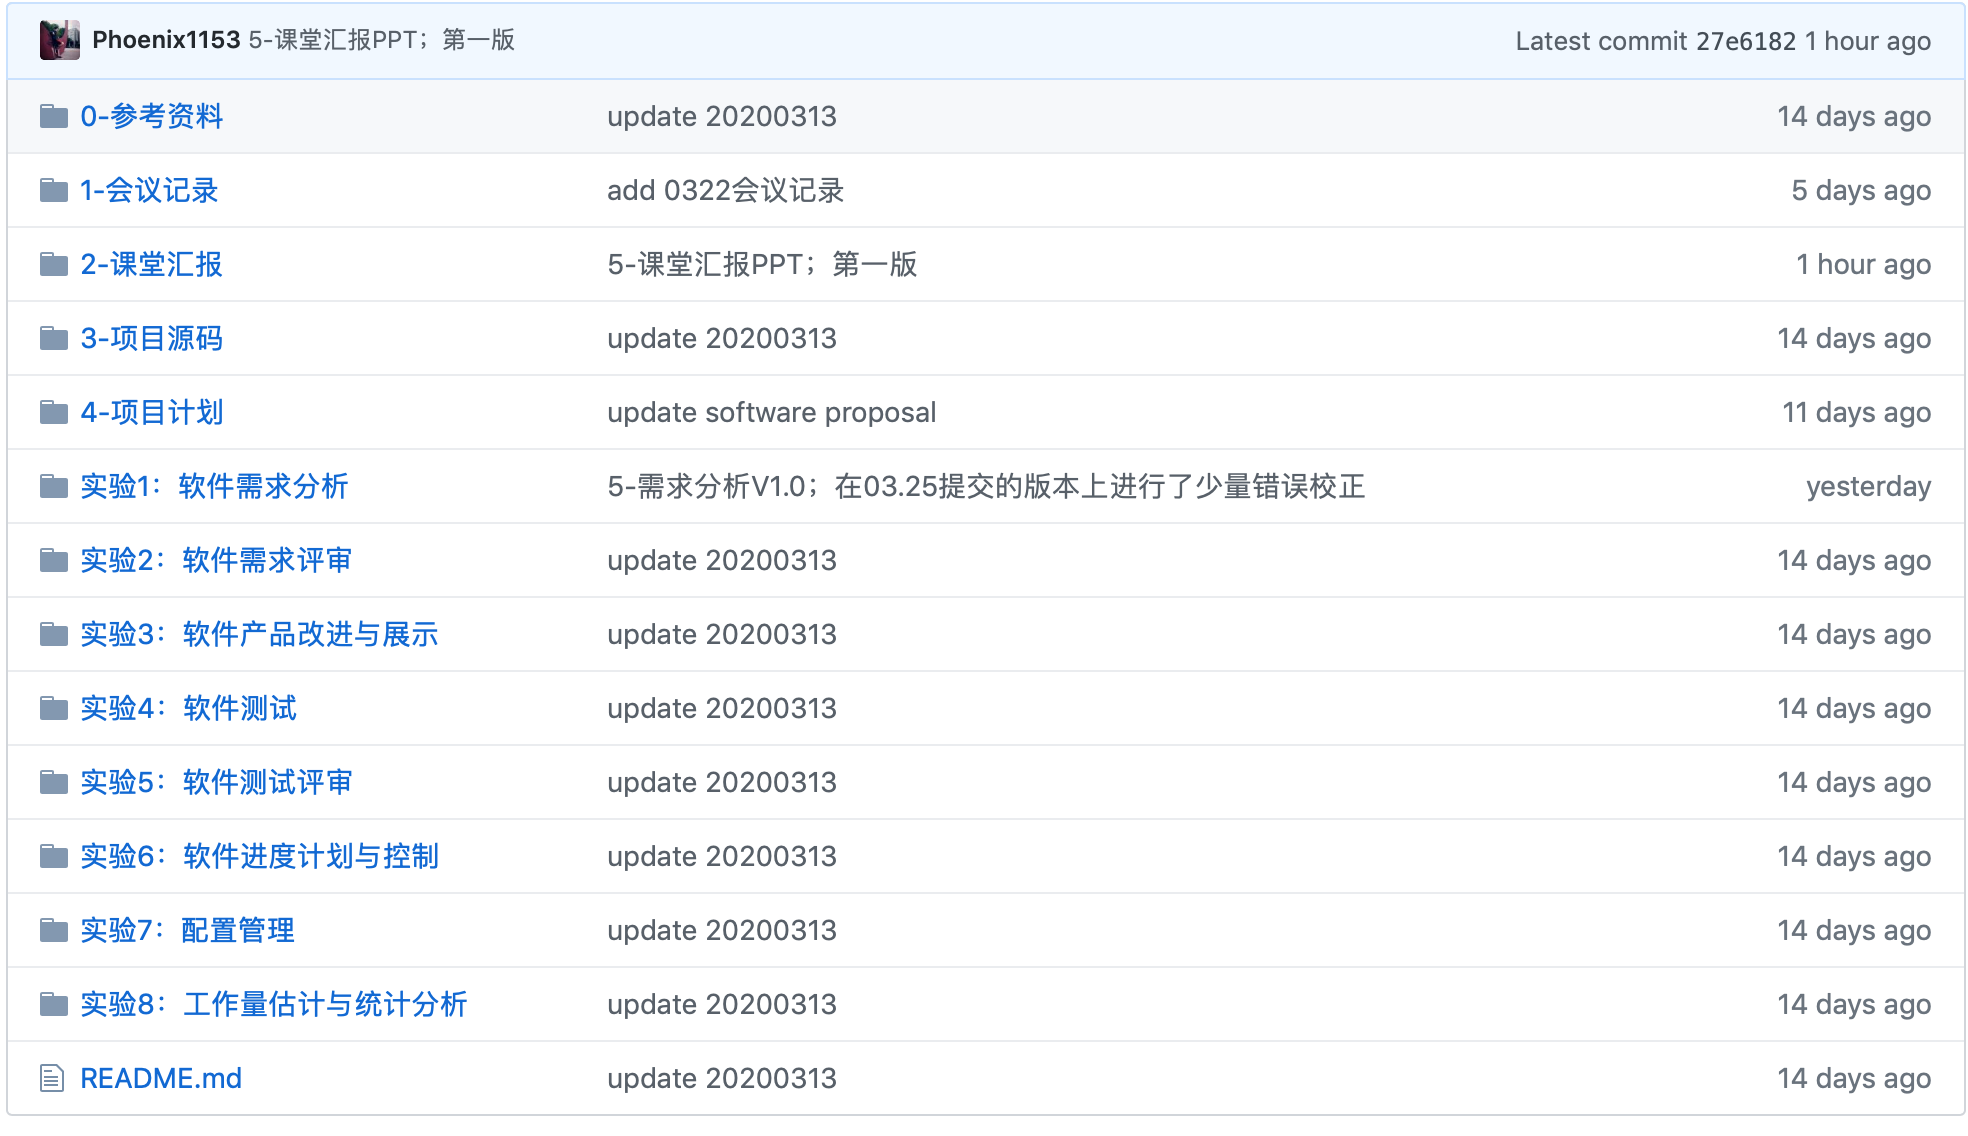 Phoenix1153 5-课堂汇报PPT；第一版 Latest commit 27e6182 1 hour ago
0-参考资料 update 20200313 14 days ago
1-会议记录 add 0322会议记录 5 days ago
2-课堂汇报 5-课堂汇报PPT；第一版 1 hour ago
3-项目源码 update 20200313 14 days ago
4-项目计划 update software proposal 11 days ago
实验1：软件需求分析 5-需求分析V1.0；在03.25提交的版本上进行了少量错误校正 yesterday
实验2：软件需求评审 update 20200313 14 days ago
实验3：软件产品改进与展示 update 20200313 14 days ago
实验4：软件测试 update 20200313 14 days ago
实验5：软件测试评审 update 20200313 14 days ago
实验6：软件进度计划与控制 update 20200313 14 days ago
实验7：配置管理 update 20200313 14 days ago
实验8：工作量估计与统计分析 update 20200313 14 days ago
README.md update 20200313 14 days ago